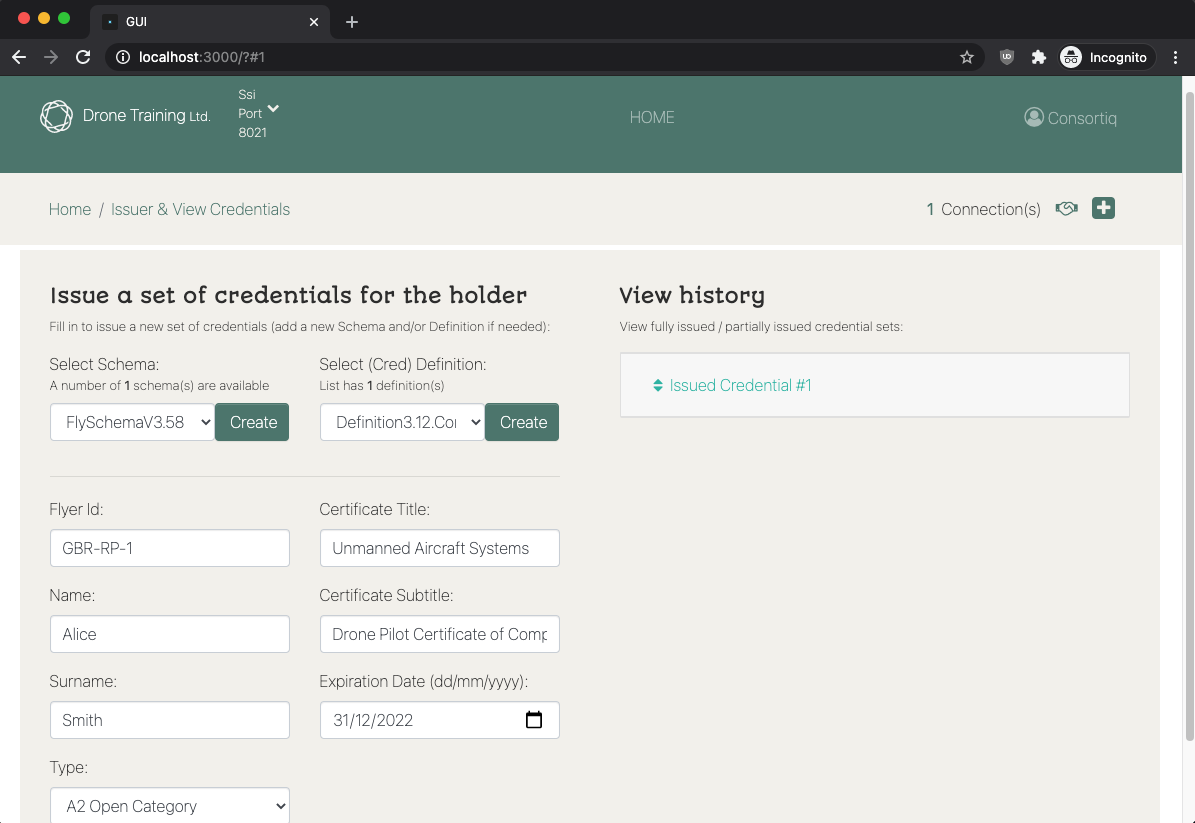 GUI
localhost:3000/?#1
Incognito
Drone Training Ltd.
Ssi
Port
8021
HOME
Consortiq
Home / Issuer & View Credentials
1 Connection(s)
Issue a set of credentials for the holder
Fill in to issue a new set of credentials (add a new Schema and/or Definition if needed):
Select Schema:
A number of 1 schema(s) are available
FlySchemaV3.58
Create
Select (Cred) Definition:
List has 1 definition(s)
Definition3.12.Cor
Create
Flyer Id:
GBR-RP-1
Certificate Title:
Unmanned Aircraft Systems
Name:
Alice
Certificate Subtitle:
Drone Pilot Certificate of Comp
Surname:
Smith
Expiration Date (dd/mm/yyyy):
31/12/2022
Type:
A2 Open Category
View history
View fully issued / partially issued credential sets:
Issued Credential #1